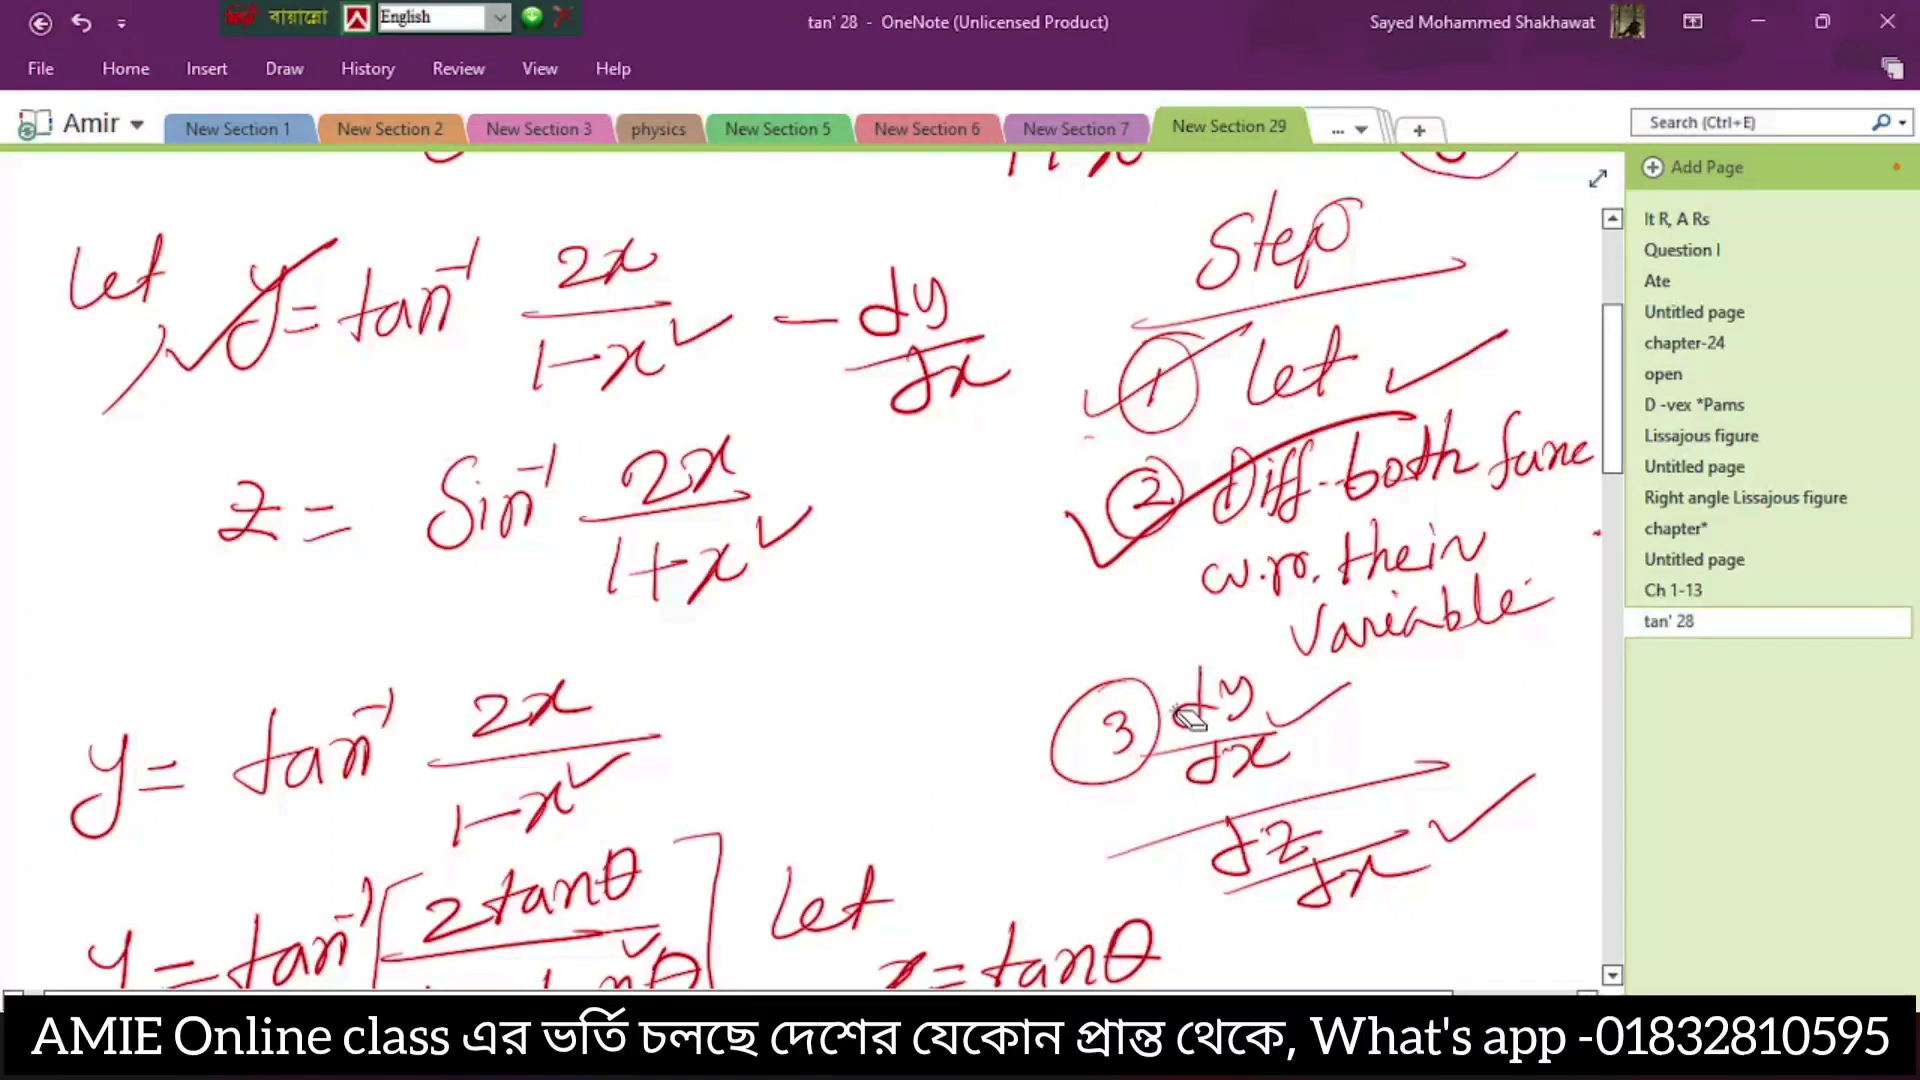 বায়ান্নো English tan' 28 - OneNote (Unlicensed Product) Sayed Mohammed Shakhawat
File Home Insert Draw History Review View Help
Amir New Section 1 New Section 2 New Section 3 physics New Section 5 New Section 6 New Section 7 New Section 29 ... Search (Ctrl+E)
Add Page
It R, A Rs
Question I
Ate
Untitled page
chapter-24
open
D -vex *Pams
Lissajous figure
Untitled page
Right angle Lissajous figure
chapter*
Untitled page
Ch 1-13
tan' 28
Let y = tan⁻¹ 2x/1-x² - dy/dx
z = Sin⁻¹ 2x/1+x²
y = tan⁻¹ 2x/1-x²
y = tan⁻¹ [2tanθ Let
x = tanθ
Step
① Let ✓
② Diff. both func
w.r. their
variable
③ dy/dx ✓
dz/dx ✓
AMIE Online class এর ভর্তি চলছে দেশের যেকোন প্রান্ত থেকে, What's app -01832810595